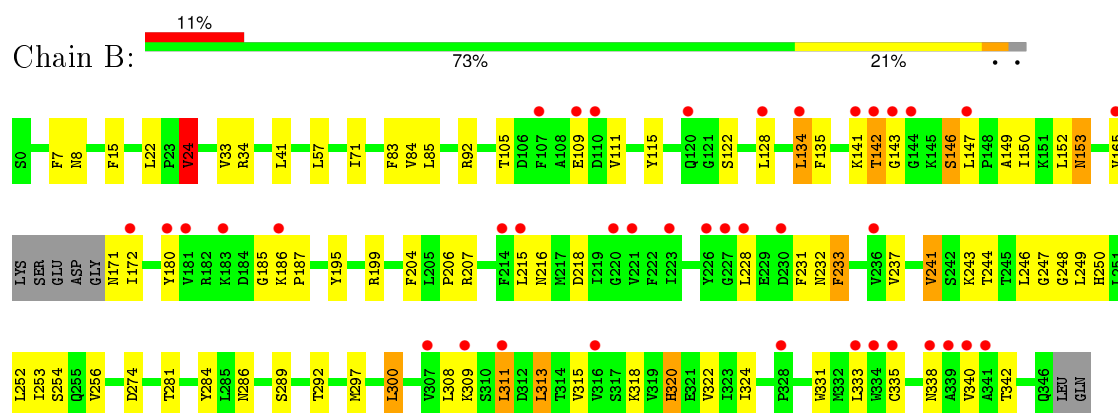 11%
Chain B:
73% 21% • •
S0 F7 N8 F15 L22 P23 V24 V33 R34 L41 L57 I71 F83 V84 L85 R92 T105 D106 F107 A108 E109 D110 V111 Y115 Q120 G121 S122 L128 L134 F135 K141 T142 G143 G144 K145 S146 L147 P148 A149 I150 K151 L152 N153 V165
LYS SER GLU ASP GLY N171 I172 Y180 V181 R182 K183 D184 G185 K186 P187 Y195 R199 F204 L205 P206 R207 F214 L215 N216 M217 D218 I219 G220 V221 F222 I223 Y226 G227 L228 E229 D230 F231 N232 F233 V236 V237 V241 S242 K243 T244 T245 L246 G247 G248 L249 H250 L251
L252 I253 S254 Q255 V256 D274 T281 Y284 L285 N286 S289 T292 M297 L300 V307 L308 K309 S310 L311 D312 L313 T314 V315 V316 S317 K318 V319 H320 E321 V322 I323 I324 P328 W331 M332 L333 W334 C335 N338 A339 V340 A341 T342 Q346 LEU GLN